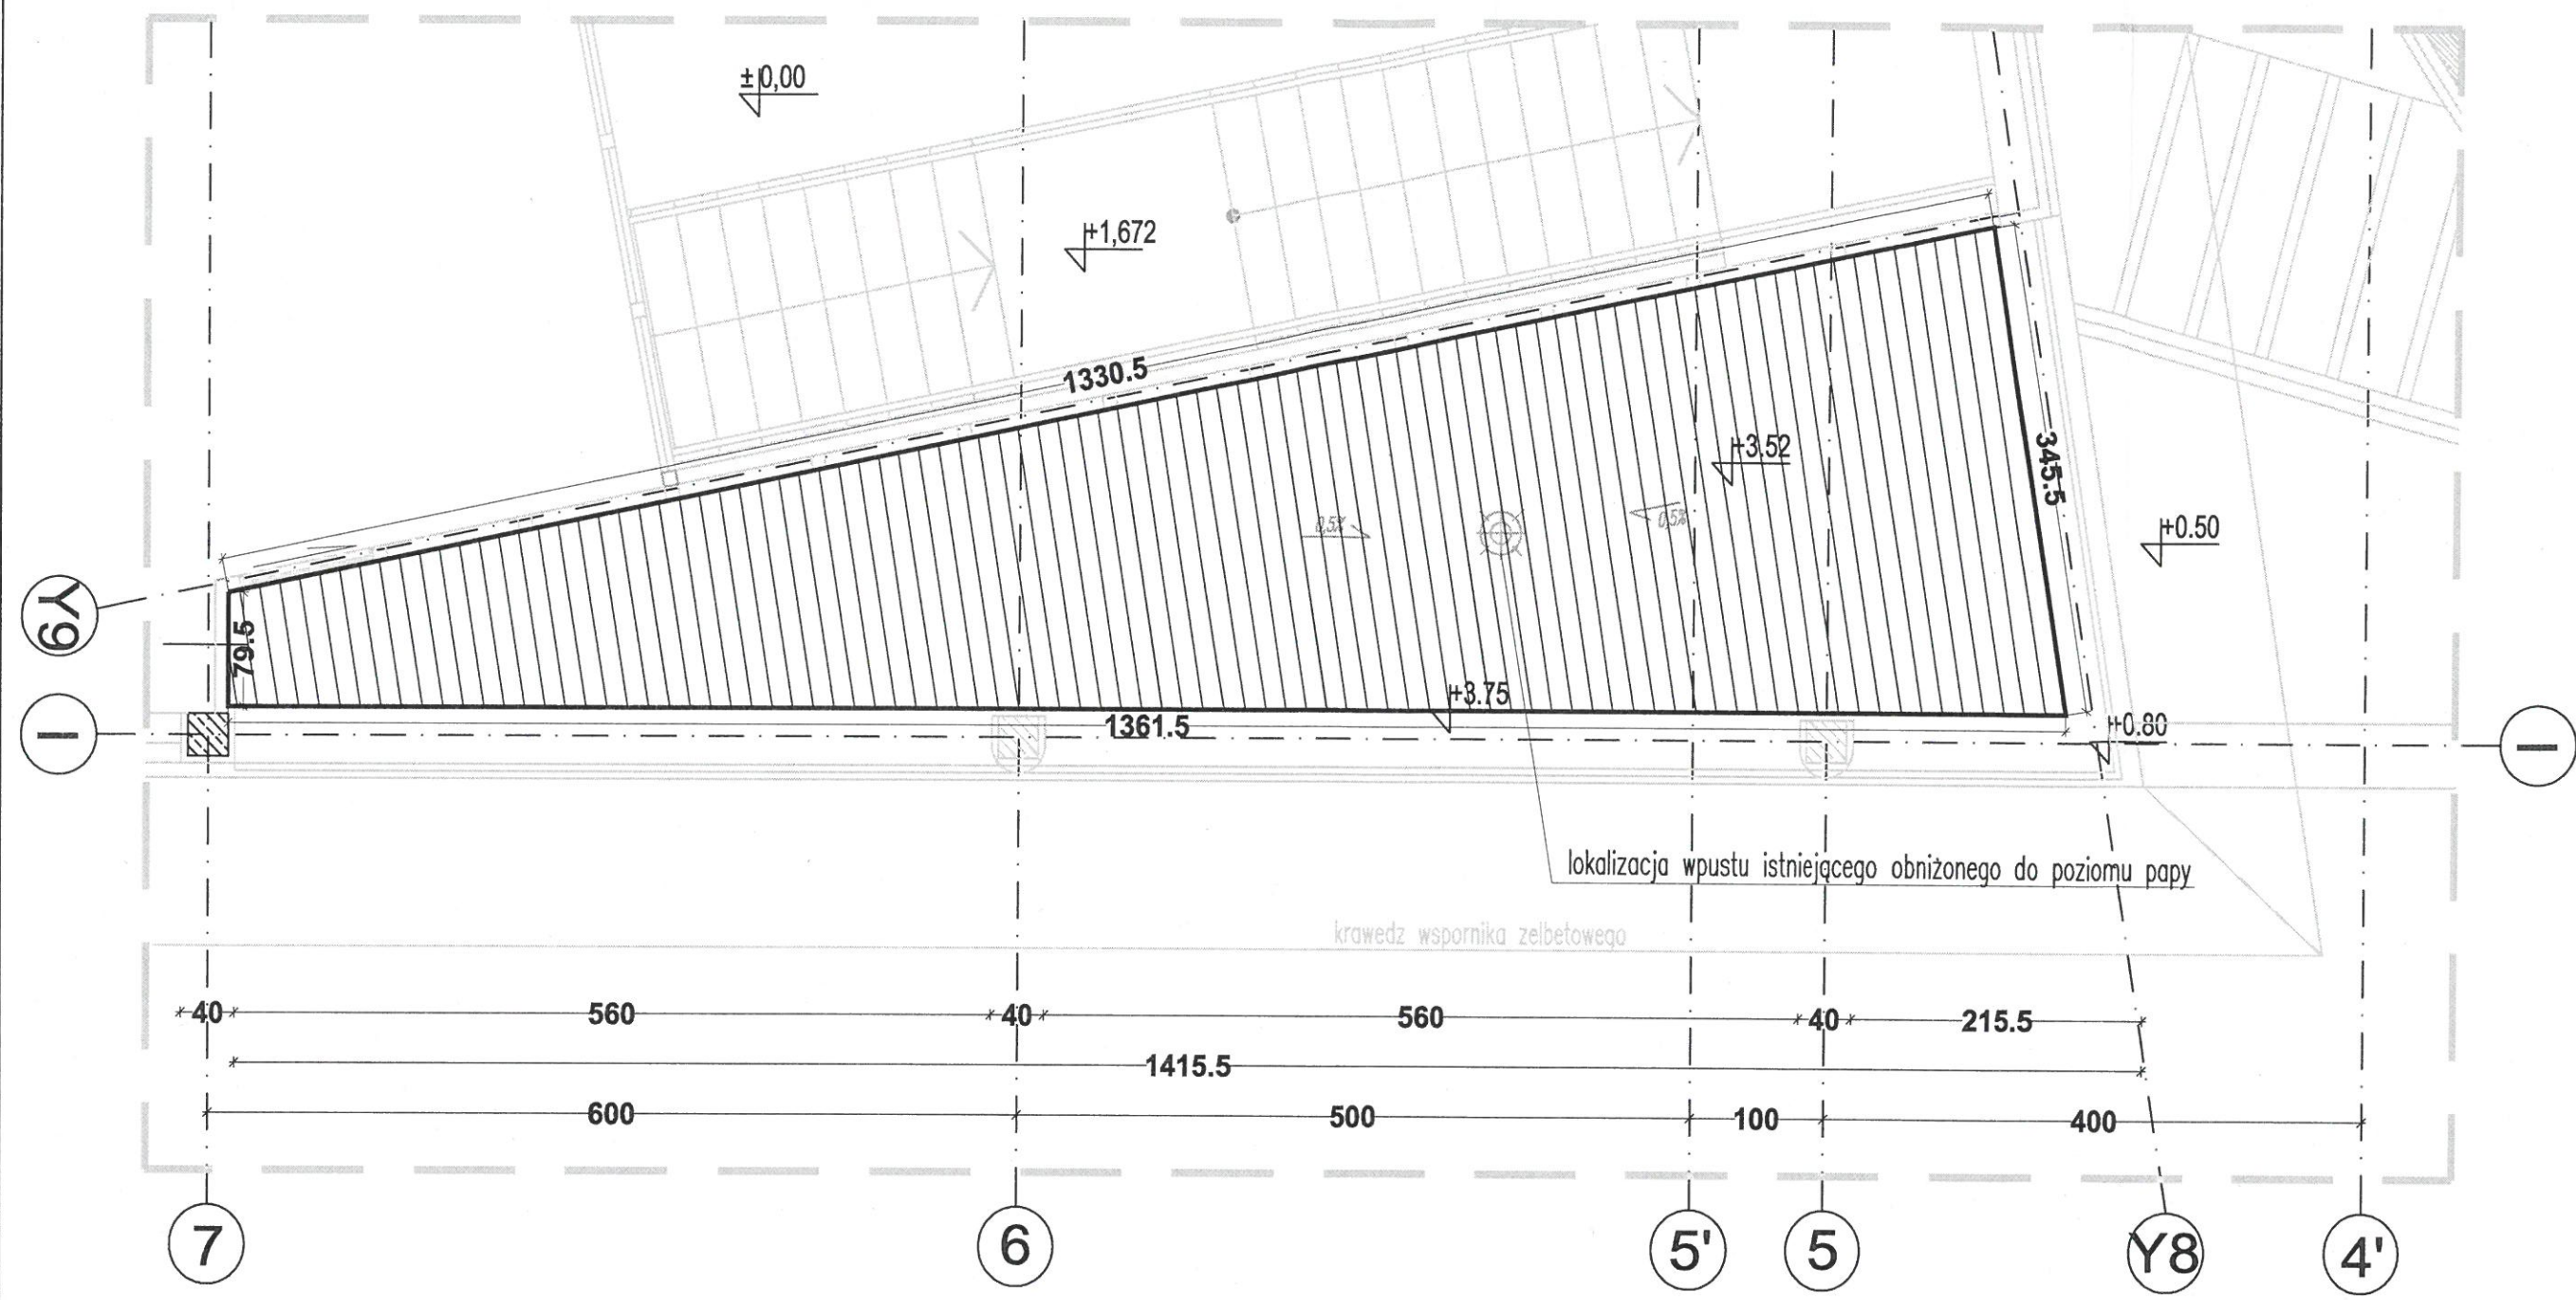 ±0,00
+1,672
1330.5
+3.52
345.5
0,5%
0,5%
+0.50
Y9
79.5
+3.75
1361.5
+0.80
I
I
lokalizacja wpustu istniejącego obniżonego do poziomu papy
krawedz wspornika zelbetowego
40 560 40 560 40 215.5
1415.5
600 500 100 400
7 6 5' 5 Y8 4'